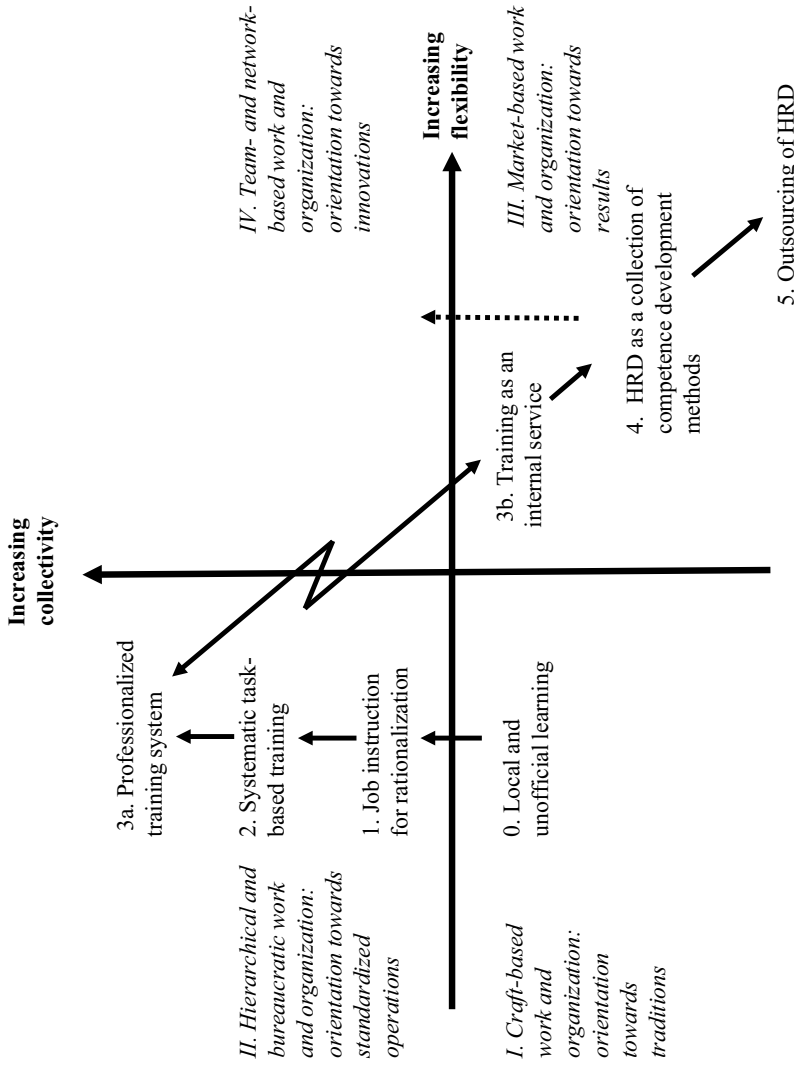 Increasing
collectivity
IV. Team- and network-
based work and
organization:
orientation towards
innovations
3a. Professionalized
training system
II. Hierarchical and
bureaucratic work
and organization:
orientation towards
standardized
operations
2. Systematic task-
based training
1. Job instruction
for rationalization
Increasing
flexibility
I. Craft-based
work and
organization:
orientation
towards
traditions
0. Local and
unofficial learning
3b. Training as an
internal service
III. Market-based work
and organization:
orientation towards
results
4. HRD as a collection of
competence development
methods
5. Outsourcing of HRD